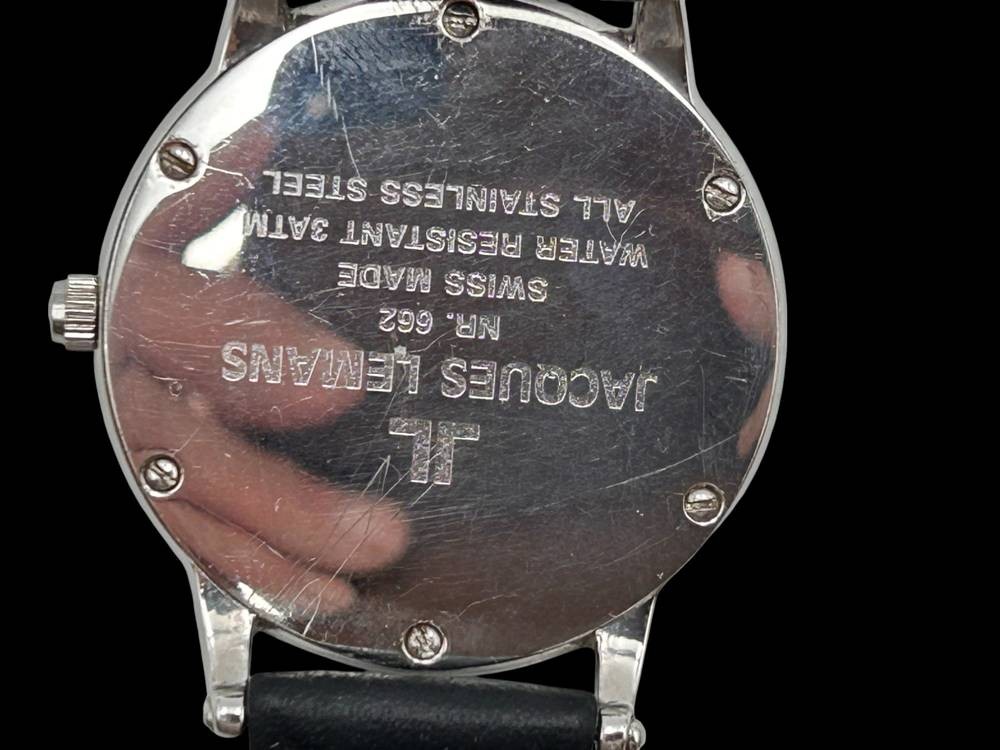 JL
JACQUES LEMANS
NR. 662
SWISS MADE
WATER RESISTANT 3ATM
ALL STAINLESS STEEL